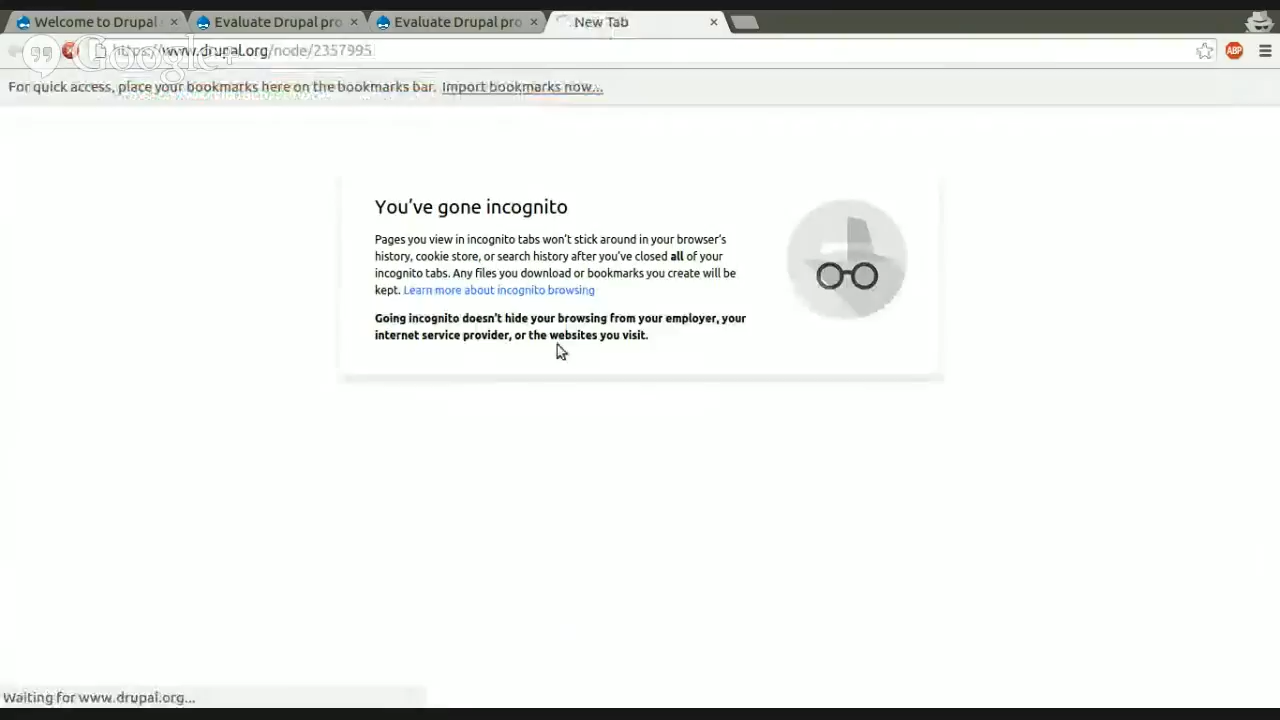 Welcome to Drupal
Evaluate Drupal pro
Evaluate Drupal pro
New Tab
https://www.drupal.org/node/2357995
Google+
ABP
For quick access, place your bookmarks here on the bookmarks bar. Import bookmarks now...
You've gone incognito
Pages you view in incognito tabs won't stick around in your browser's
history, cookie store, or search history after you've closed all of your
incognito tabs. Any files you download or bookmarks you create will be
kept. Learn more about incognito browsing
Going incognito doesn't hide your browsing from your employer, your
internet service provider, or the websites you visit.
Waiting for www.drupal.org...